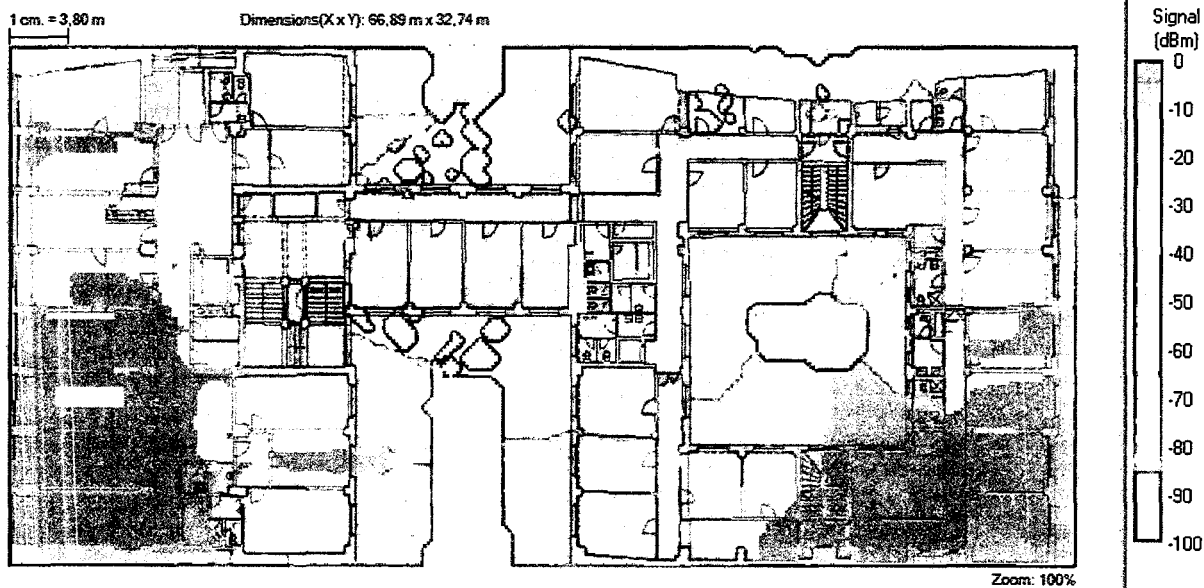 1 cm. = 3,80 m
Dimensions(X x Y): 66,89 m x 32,74 m
Signal
(dBm)
0
-10
-20
-30
-40
-50
-60
-70
-80
-90
-100
Zoom: 100%